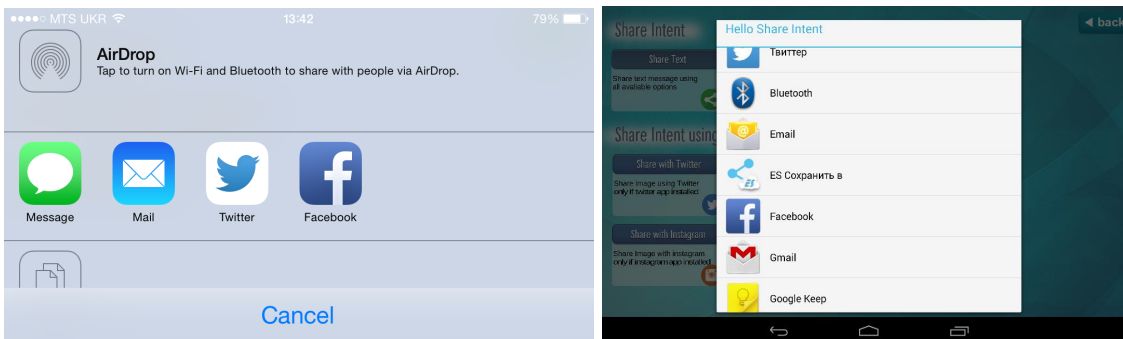 MTS UKR 13:42 79%
AirDrop
Tap to turn on Wi-Fi and Bluetooth to share with people via AirDrop.
Message Mail Twitter Facebook
Cancel
Share Intent
Share Text
Share text message using
all available options
Share Intent using
Share with Twitter
Share image using Twitter
only if twitter app installed
Share with Instagram
Share Image with instagram
only if instagram app installed
back
Hello Share Intent
Твиттер
Bluetooth
Email
ES
ES Сохранить в
Facebook
Gmail
Google Keep